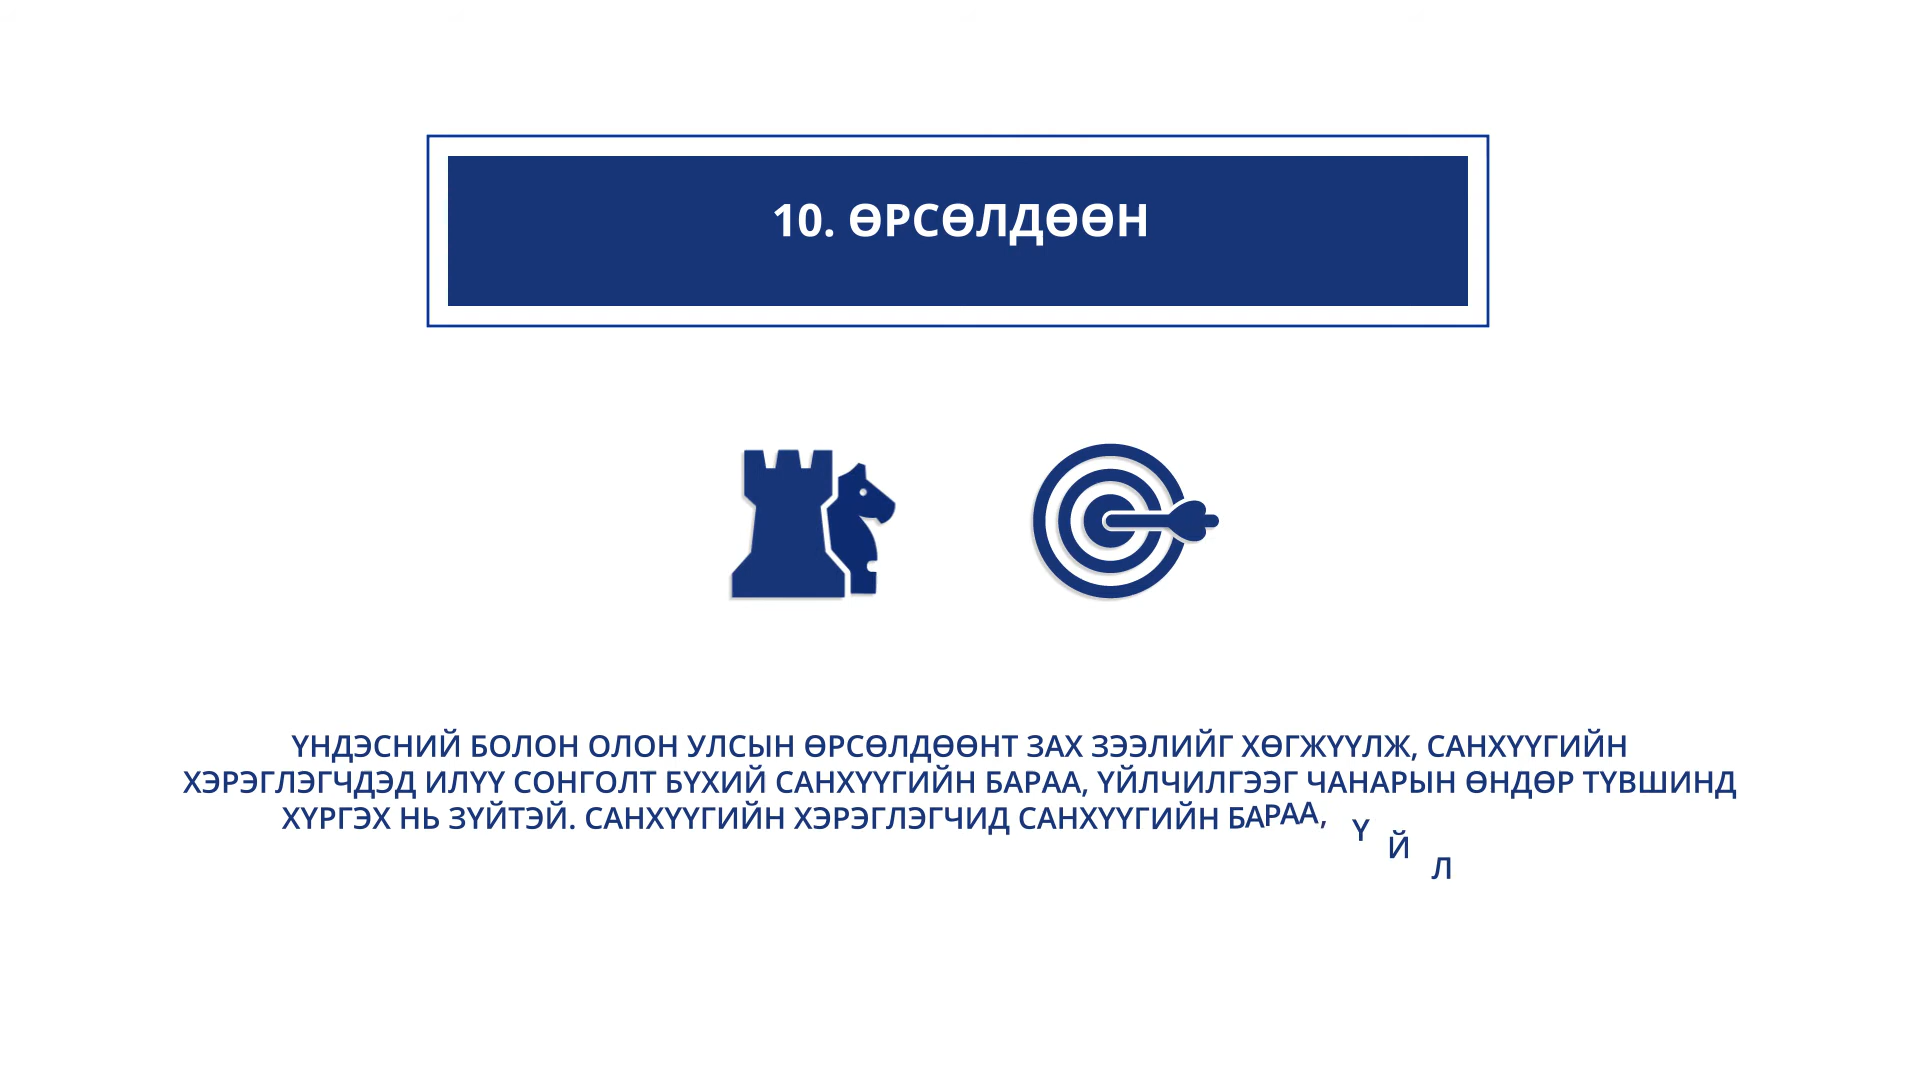 10. ӨРСӨЛДӨӨН
ҮНДЭСНИЙ БОЛОН ОЛОН УЛСЫН ӨРСӨЛДӨӨНТ ЗАХ ЗЭЭЛИЙГ ХӨГЖҮҮЛЖ, САНХҮҮГИЙН
ХЭРЭГЛЭГЧДЭД ИЛҮҮ СОНГОЛТ БҮХИЙ САНХҮҮГИЙН БАРАА, ҮЙЛЧИЛГЭЭГ ЧАНАРЫН ӨНДӨР ТҮВШИНД
ХҮРГЭХ НЬ ЗҮЙТЭЙ. САНХҮҮГИЙН ХЭРЭГЛЭГЧИД САНХҮҮГИЙН БАРАА, ҮЙЛ